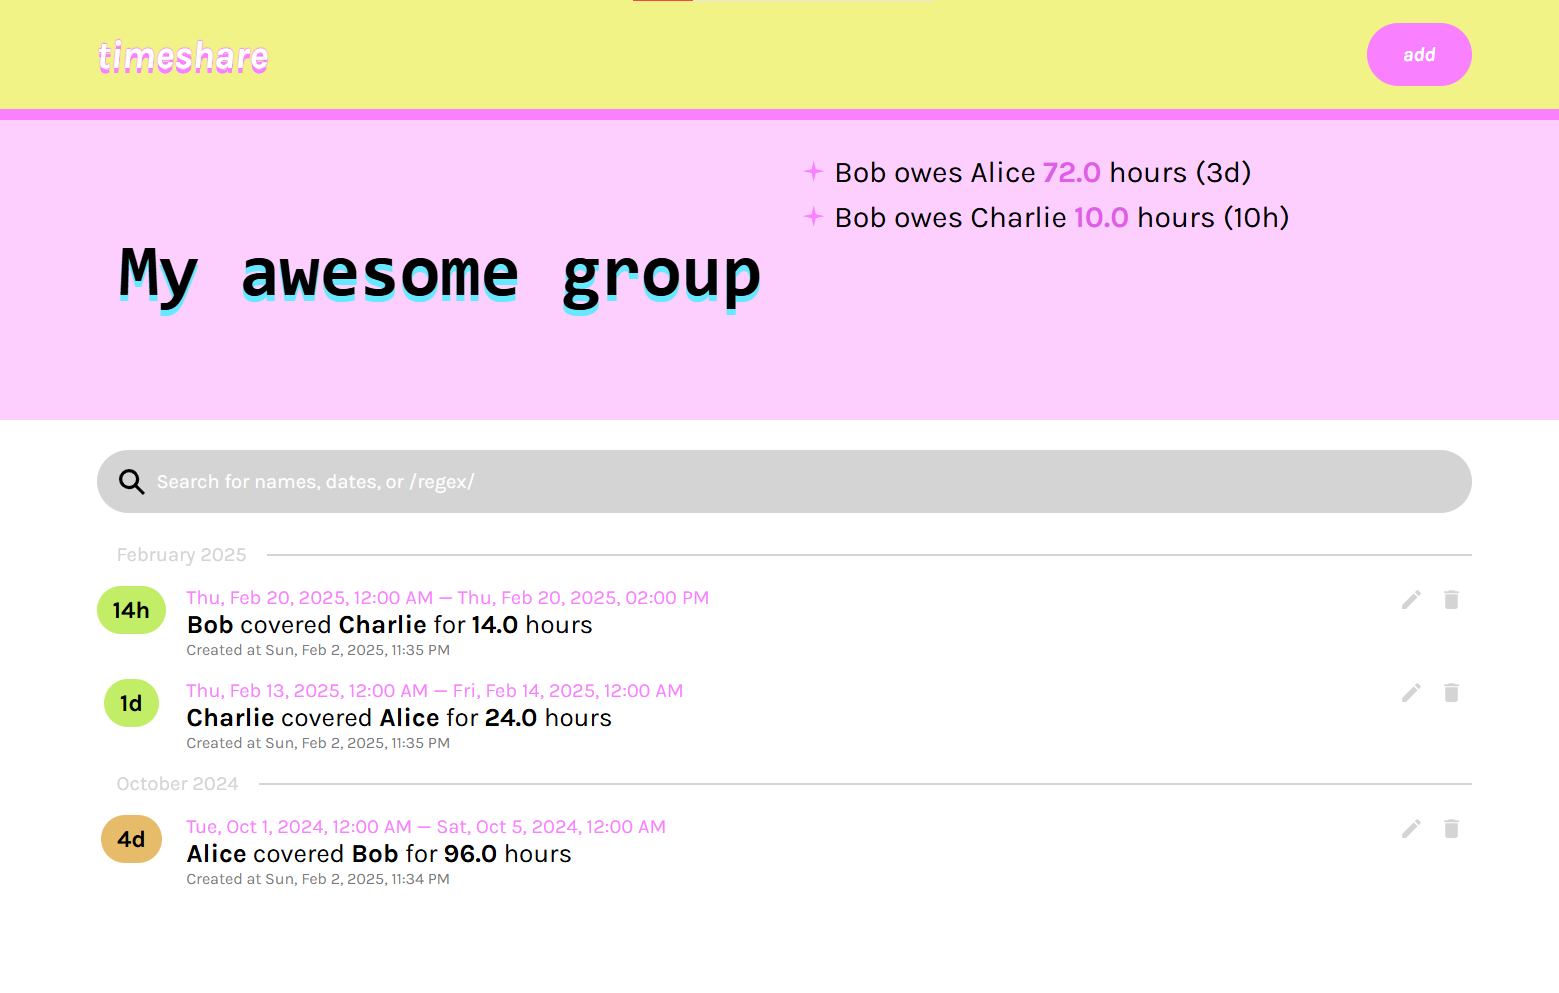 timeshare
add
Bob owes Alice 72.0 hours (3d)
Bob owes Charlie 10.0 hours (10h)
My awesome group
Search for names, dates, or /regex/
February 2025
14h
Thu, Feb 20, 2025, 12:00 AM — Thu, Feb 20, 2025, 02:00 PM
Bob covered Charlie for 14.0 hours
Created at Sun, Feb 2, 2025, 11:35 PM
1d
Thu, Feb 13, 2025, 12:00 AM — Fri, Feb 14, 2025, 12:00 AM
Charlie covered Alice for 24.0 hours
Created at Sun, Feb 2, 2025, 11:35 PM
October 2024
4d
Tue, Oct 1, 2024, 12:00 AM — Sat, Oct 5, 2024, 12:00 AM
Alice covered Bob for 96.0 hours
Created at Sun, Feb 2, 2025, 11:34 PM